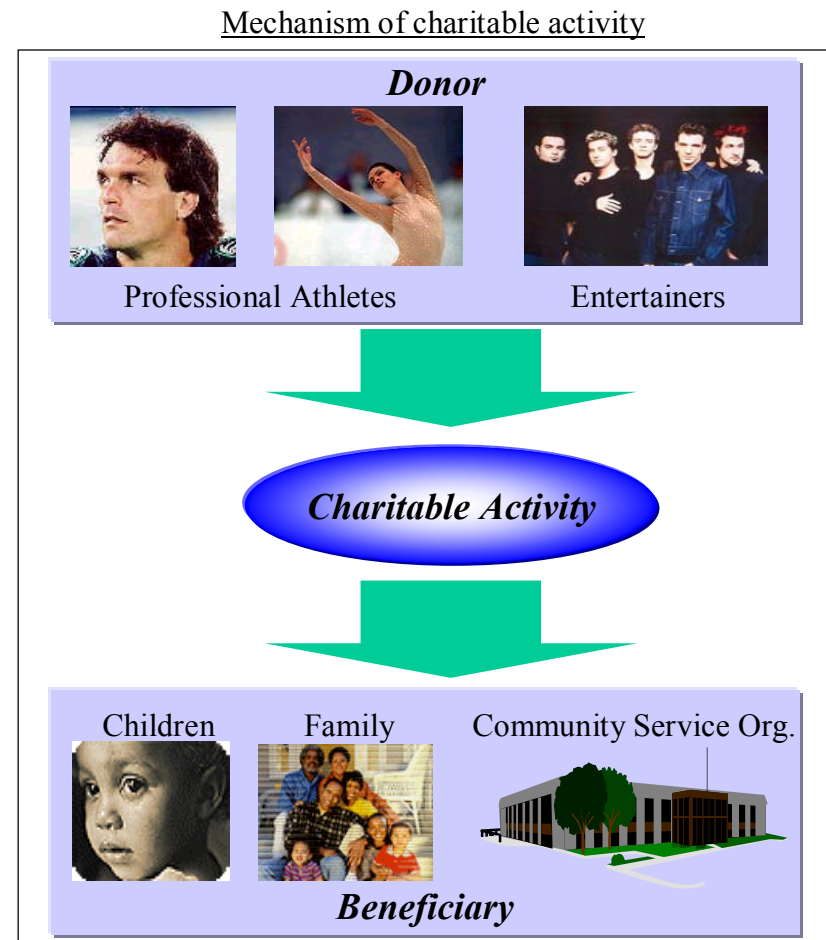 Mechanism of charitable activity
Donor
Professional Athletes
Entertainers
Charitable Activity
Children
Family
Community Service Org.
Beneficiary